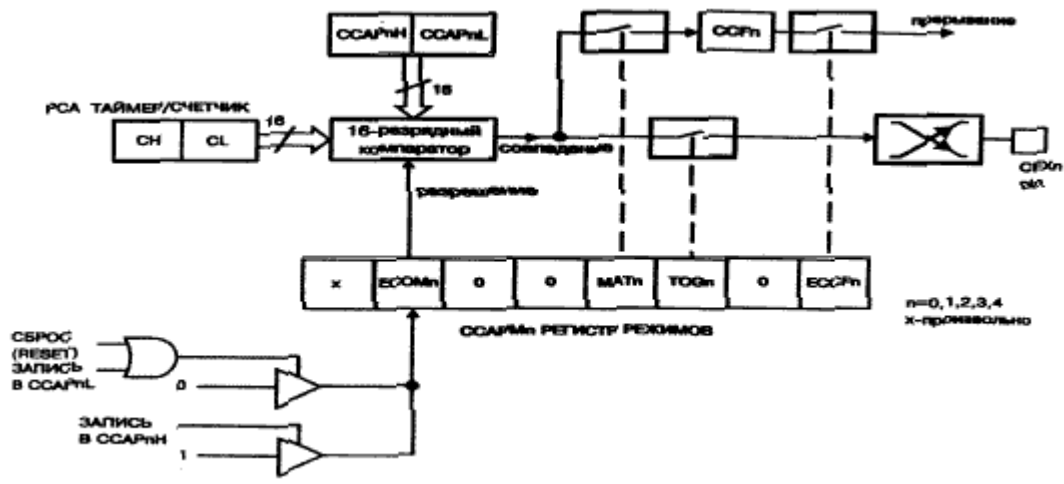 CCAPnH CCAPnL
CCFn
прерывание
16
PCA ТАЙМЕР/СЧЕТЧИК
16
CH CL
16-разрядный
компаратор
совпадение
CEXn
pin
разрешение
x ECOMn 0 0 MATn TOGn 0 ECCFn
n=0,1,2,3,4
x-произвольно
CCAPMn РЕГИСТР РЕЖИМОВ
СБРОС
(RESET)
ЗАПИСЬ
В CCAPnL
0
ЗАПИСЬ
В CCAPnH
1